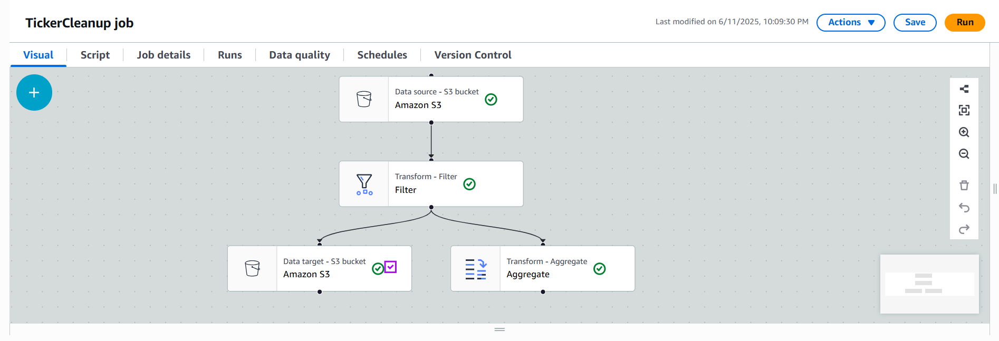 TickerCleanup job
Last modified on 6/11/2025, 10:09:30 PM
Actions
Save
Run
Visual
Script
Job details
Runs
Data quality
Schedules
Version Control
Data source - S3 bucket
Amazon S3
Transform - Filter
Filter
Data target - S3 bucket
Amazon S3
Transform - Aggregate
Aggregate